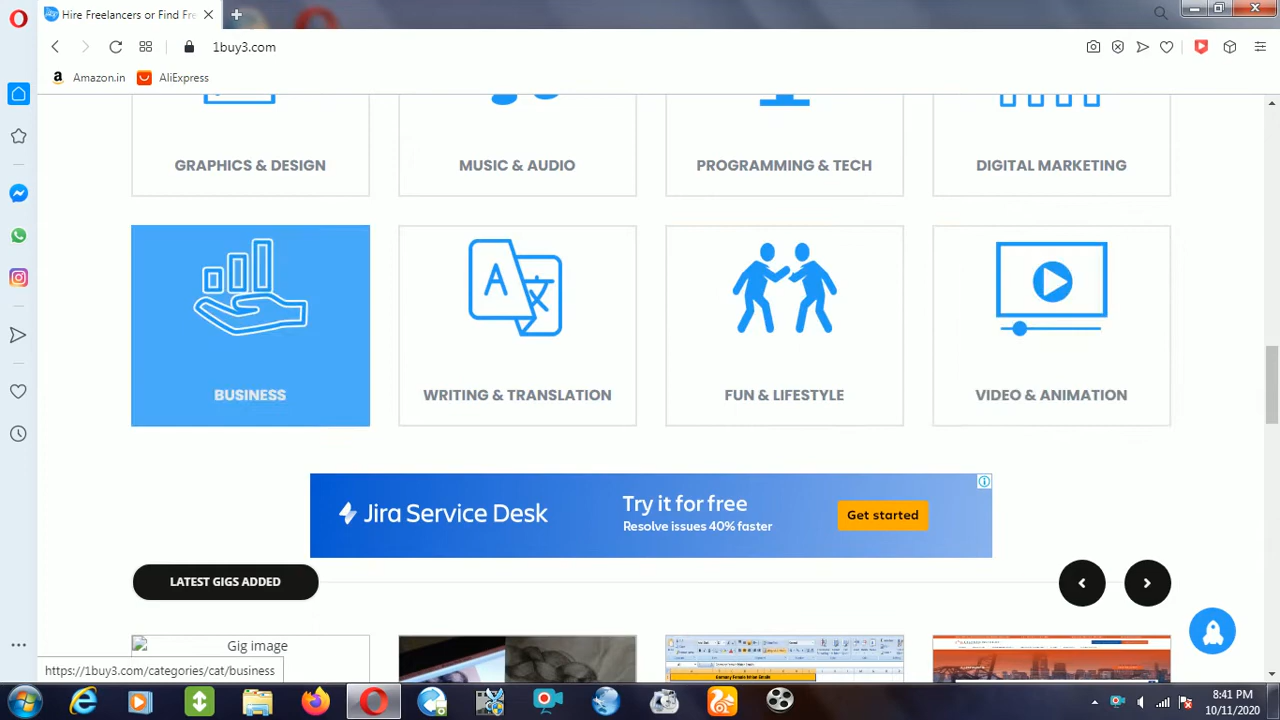 Hire Freelancers or Find Fre
1buy3.com
Amazon.in
AliExpress
GRAPHICS & DESIGN
MUSIC & AUDIO
PROGRAMMING & TECH
DIGITAL MARKETING
BUSINESS
WRITING & TRANSLATION
FUN & LIFESTYLE
VIDEO & ANIMATION
Jira Service Desk
Try it for free
Resolve issues 40% faster
Get started
LATEST GIGS ADDED
Gig image
https://1buy3.com/categories/cat/business
8:41 PM
10/11/2020